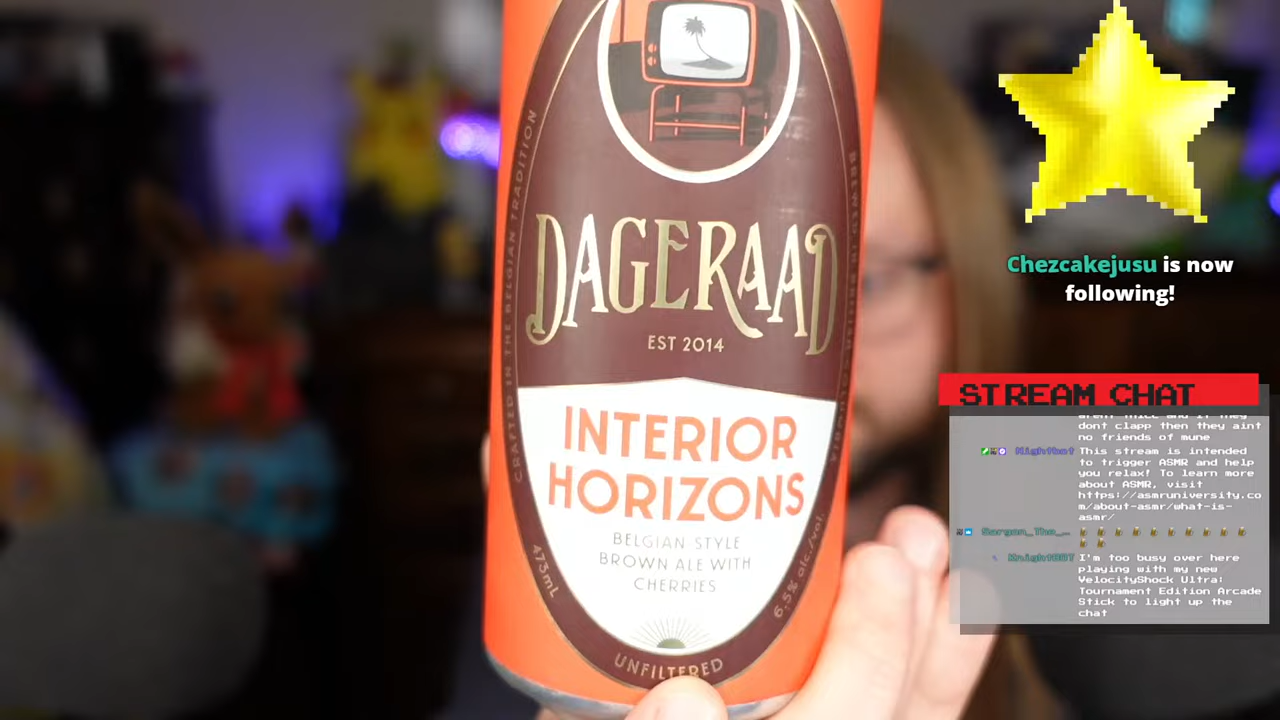 CRAFTED IN THE BELGIAN TRADITION
DAGERAAD
EST 2014
INTERIOR
HORIZONS
BELGIAN STYLE
BROWN ALE WITH
CHERRIES
473mL
6.5% alc./vol.
UNFILTERED
Chezcakejusu is now
following!
STREAM CHAT
dont clapp then they aint
no friends of mune
Nightbot This stream is intended
to trigger ASMR and help
you relax! To learn more
about ASMR, visit
https://asmruniversity.co
m/about-asmr/what-is-
asmr/
KnightBOT I'm too busy over here
playing with my new
VelocityShock Ultra:
Tournament Edition Arcade
Stick to light up the
chat